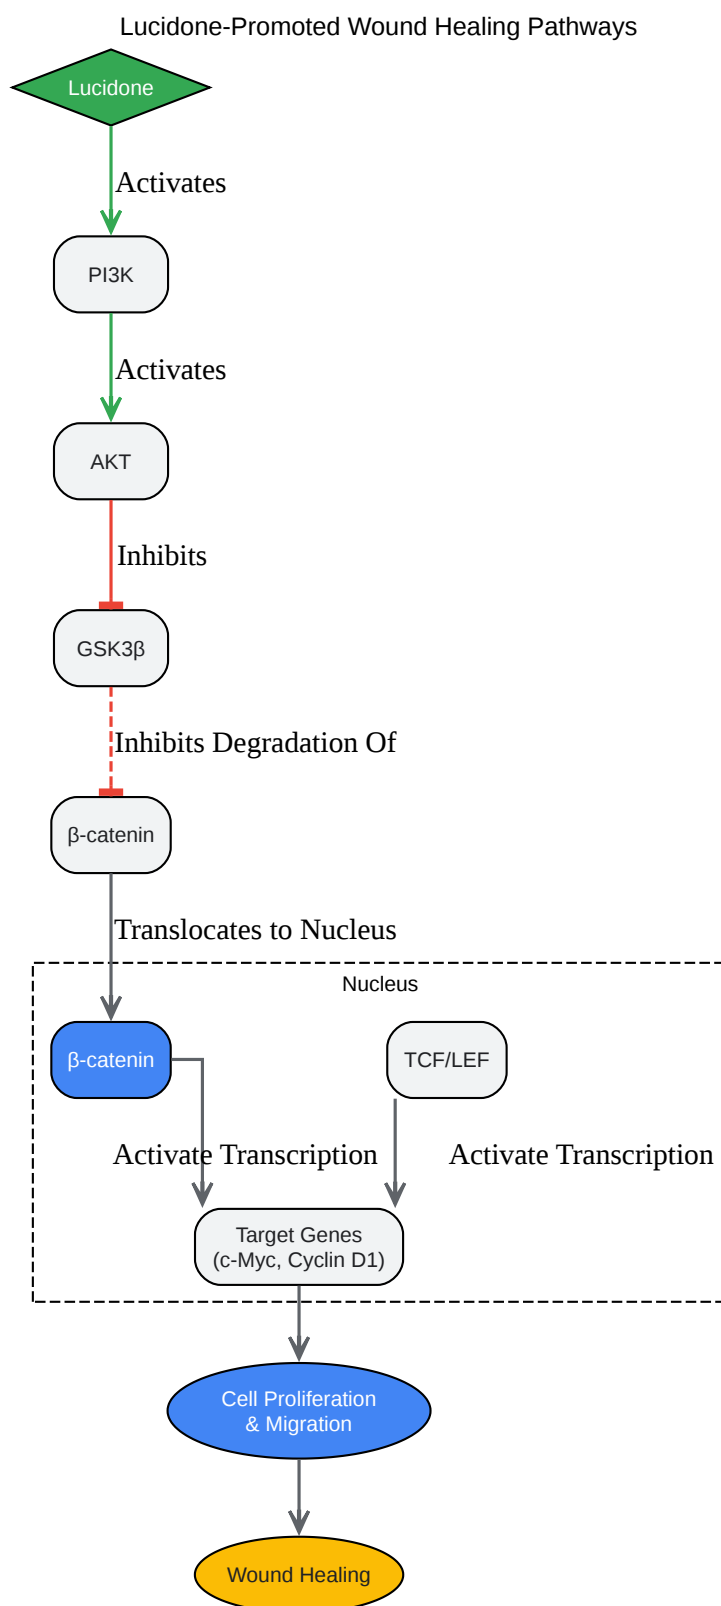 Lucidone-Promoted Wound Healing Pathways
Lucidone
Activates
PI3K
Activates
AKT
Inhibits
GSK3β
Inhibits Degradation Of
β-catenin
Translocates to Nucleus
Nucleus
β-catenin
TCF/LEF
Activate Transcription
Activate Transcription
Target Genes
(c-Myc, Cyclin D1)
Cell Proliferation
& Migration
Wound Healing